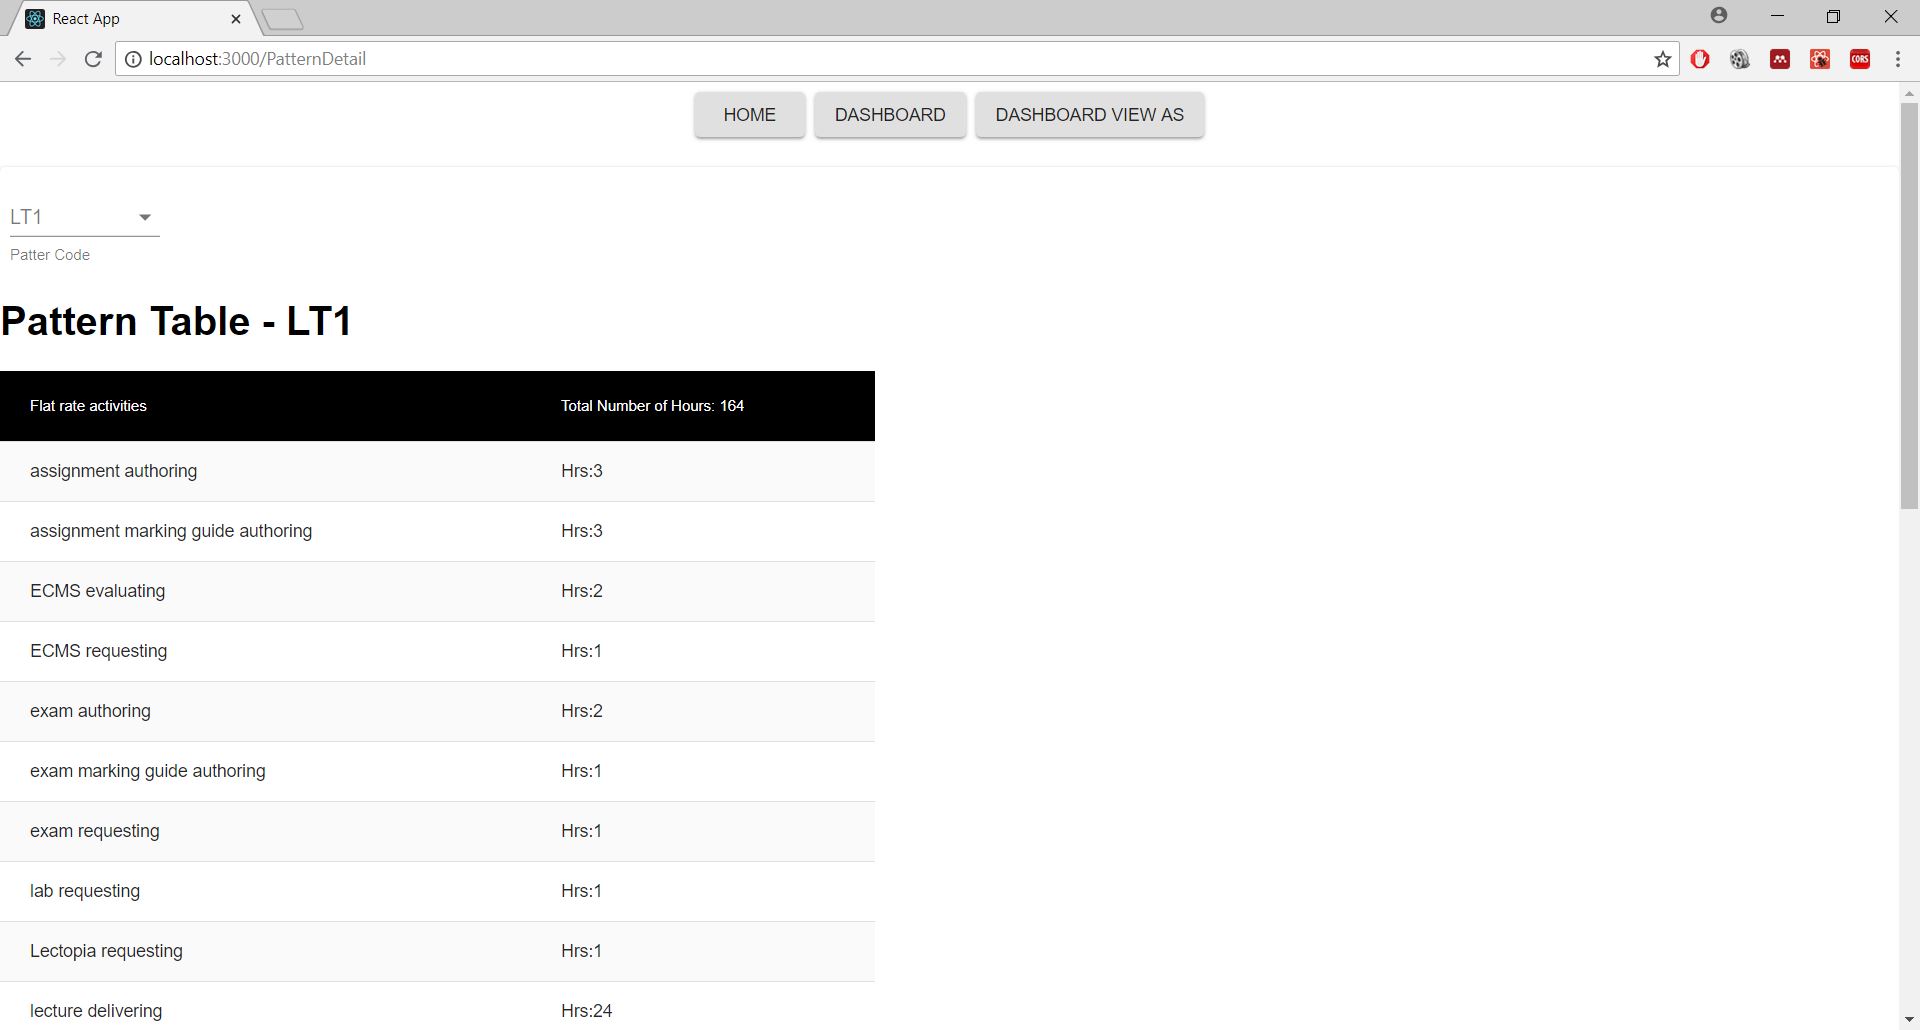 React App
localhost:3000/PatternDetail
CORS
HOME DASHBOARD DASHBOARD VIEW AS
LT1
Patter Code
Pattern Table - LT1
Flat rate activities Total Number of Hours: 164
assignment authoring Hrs:3
assignment marking guide authoring Hrs:3
ECMS evaluating Hrs:2
ECMS requesting Hrs:1
exam authoring Hrs:2
exam marking guide authoring Hrs:1
exam requesting Hrs:1
lab requesting Hrs:1
Lectopia requesting Hrs:1
lecture delivering Hrs:24